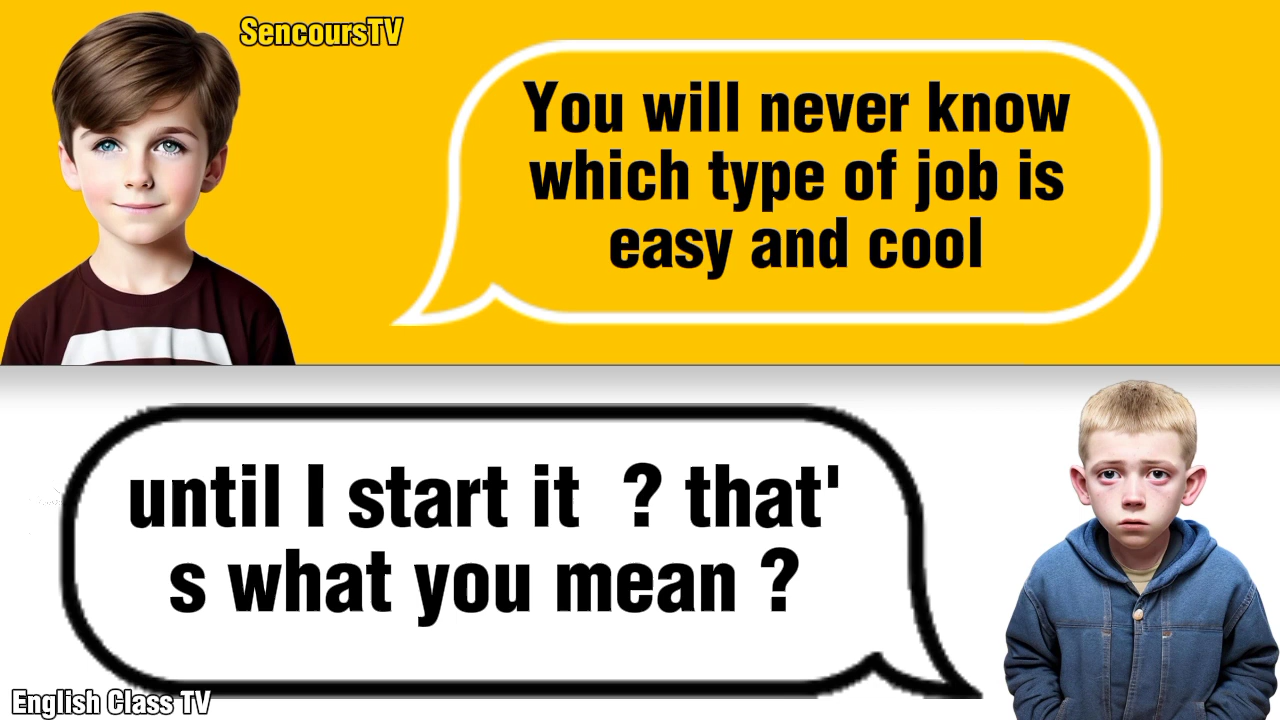 SencoursTV
You will never know
which type of job is
easy and cool
until I start it  ? that'
s what you mean ?
English Class TV